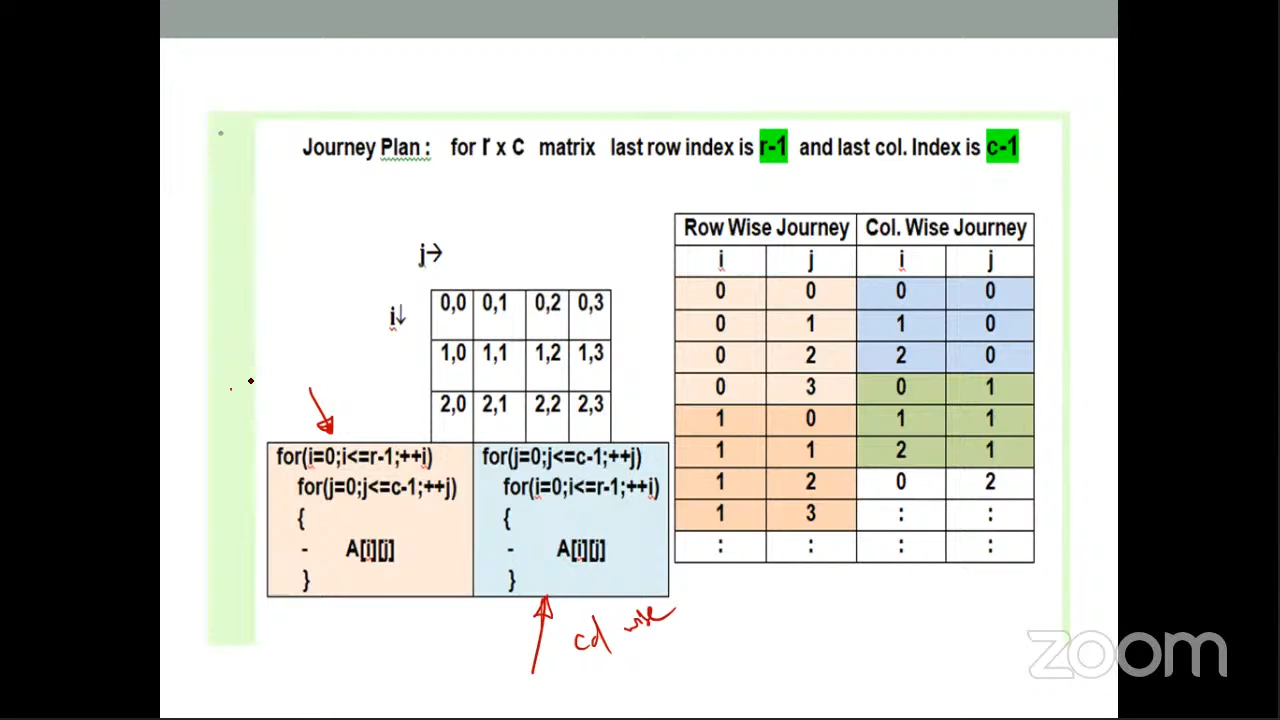 Journey Plan : for r x C matrix last row index is r-1 and last col. Index is c-1
j→
i↓
0,0 0,1 0,2 0,3
1,0 1,1 1,2 1,3
2,0 2,1 2,2 2,3
for(i=0;i<=r-1;++i)
for(j=0;j<=c-1;++j)
{
- A[i][j]
}
for(j=0;j<=c-1;++j)
for(i=0;i<=r-1;++i)
{
- A[i][j]
}
Row Wise Journey Col. Wise Journey
i j i j
0 0 0 0
0 1 1 0
0 2 2 0
0 3 0 1
1 0 1 1
1 1 2 1
1 2 0 2
1 3 : :
: : : :
col wise
zoom